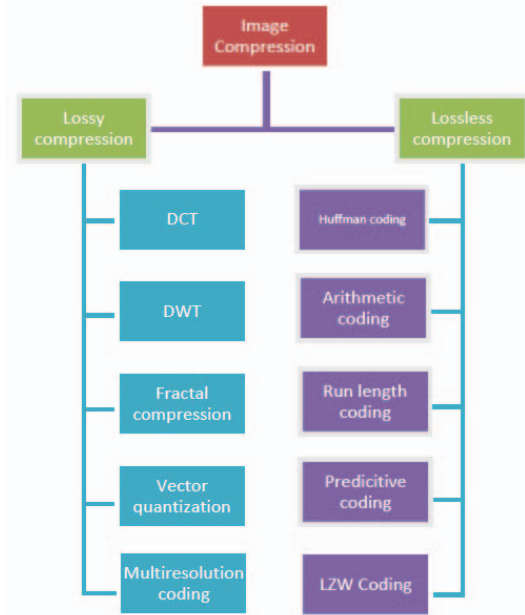 Image
Compression
Lossy
compression
Lossless
compression
DCT
DWT
Fractal
compression
Vector
quantization
Multiresolution
coding
Huffman coding
Arithmetic
coding
Run length
coding
Predicitive
coding
LZW Coding